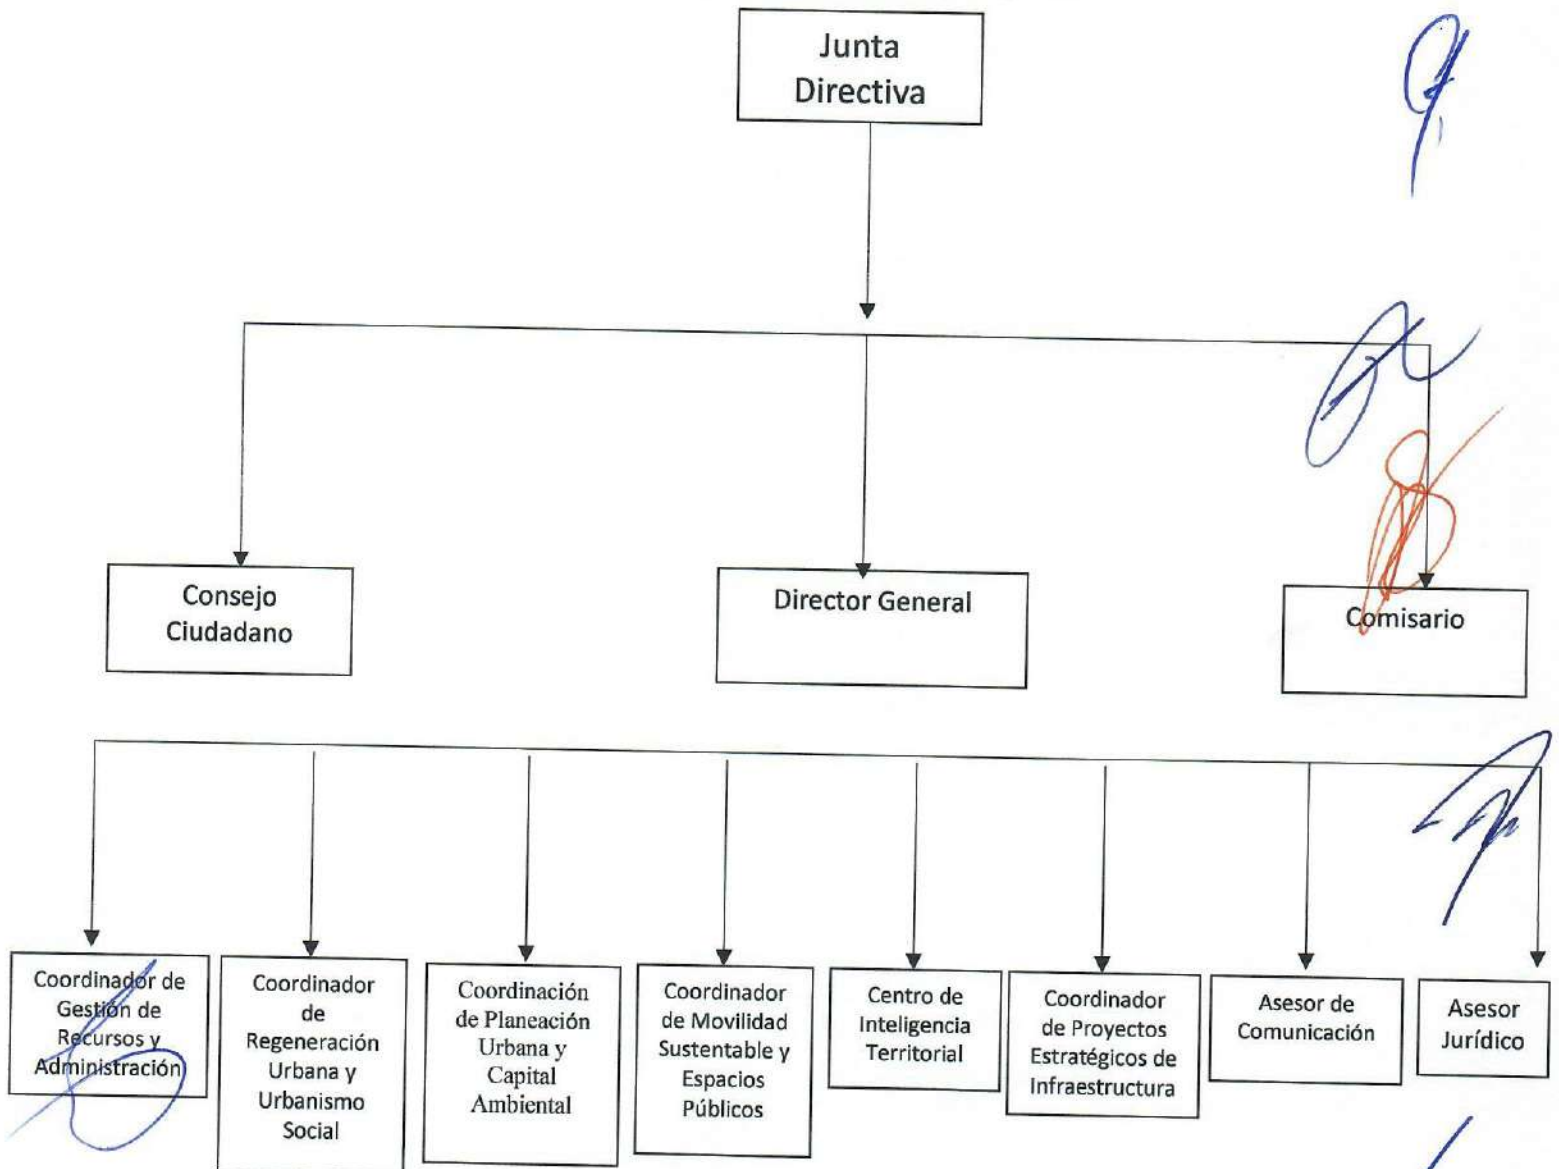 Junta
Directiva
Consejo
Ciudadano
Director General
Comisario
Coordinador de
Gestión de
Recursos y
Administración
Coordinador
de
Regeneración
Urbana y
Urbanismo
Social
Coordinación
de Planeación
Urbana y
Capital
Ambiental
Coordinador
de Movilidad
Sustentable y
Espacios
Públicos
Centro de
Inteligencia
Territorial
Coordinador
de Proyectos
Estratégicos de
Infraestructura
Asesor de
Comunicación
Asesor
Jurídico